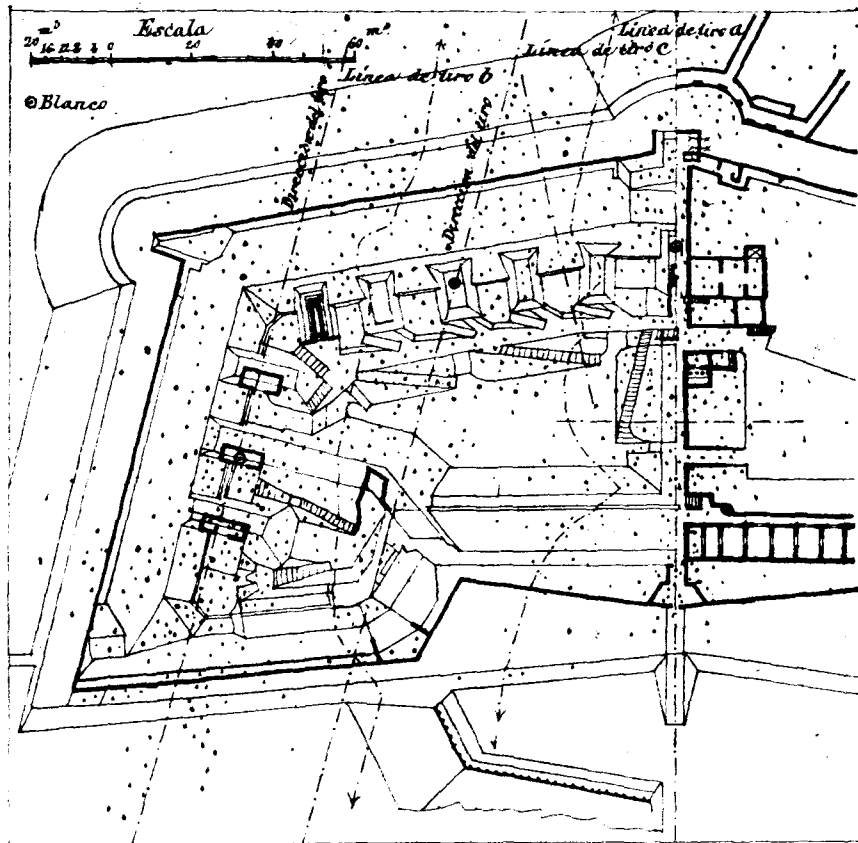 Escala
20 m.s 16 12 8 4 0 20 40 60 m.s
Línea de tiro a
Línea de tiro c
Línea de tiro b
Blanco
Dirección del tiro
Dirección del tiro